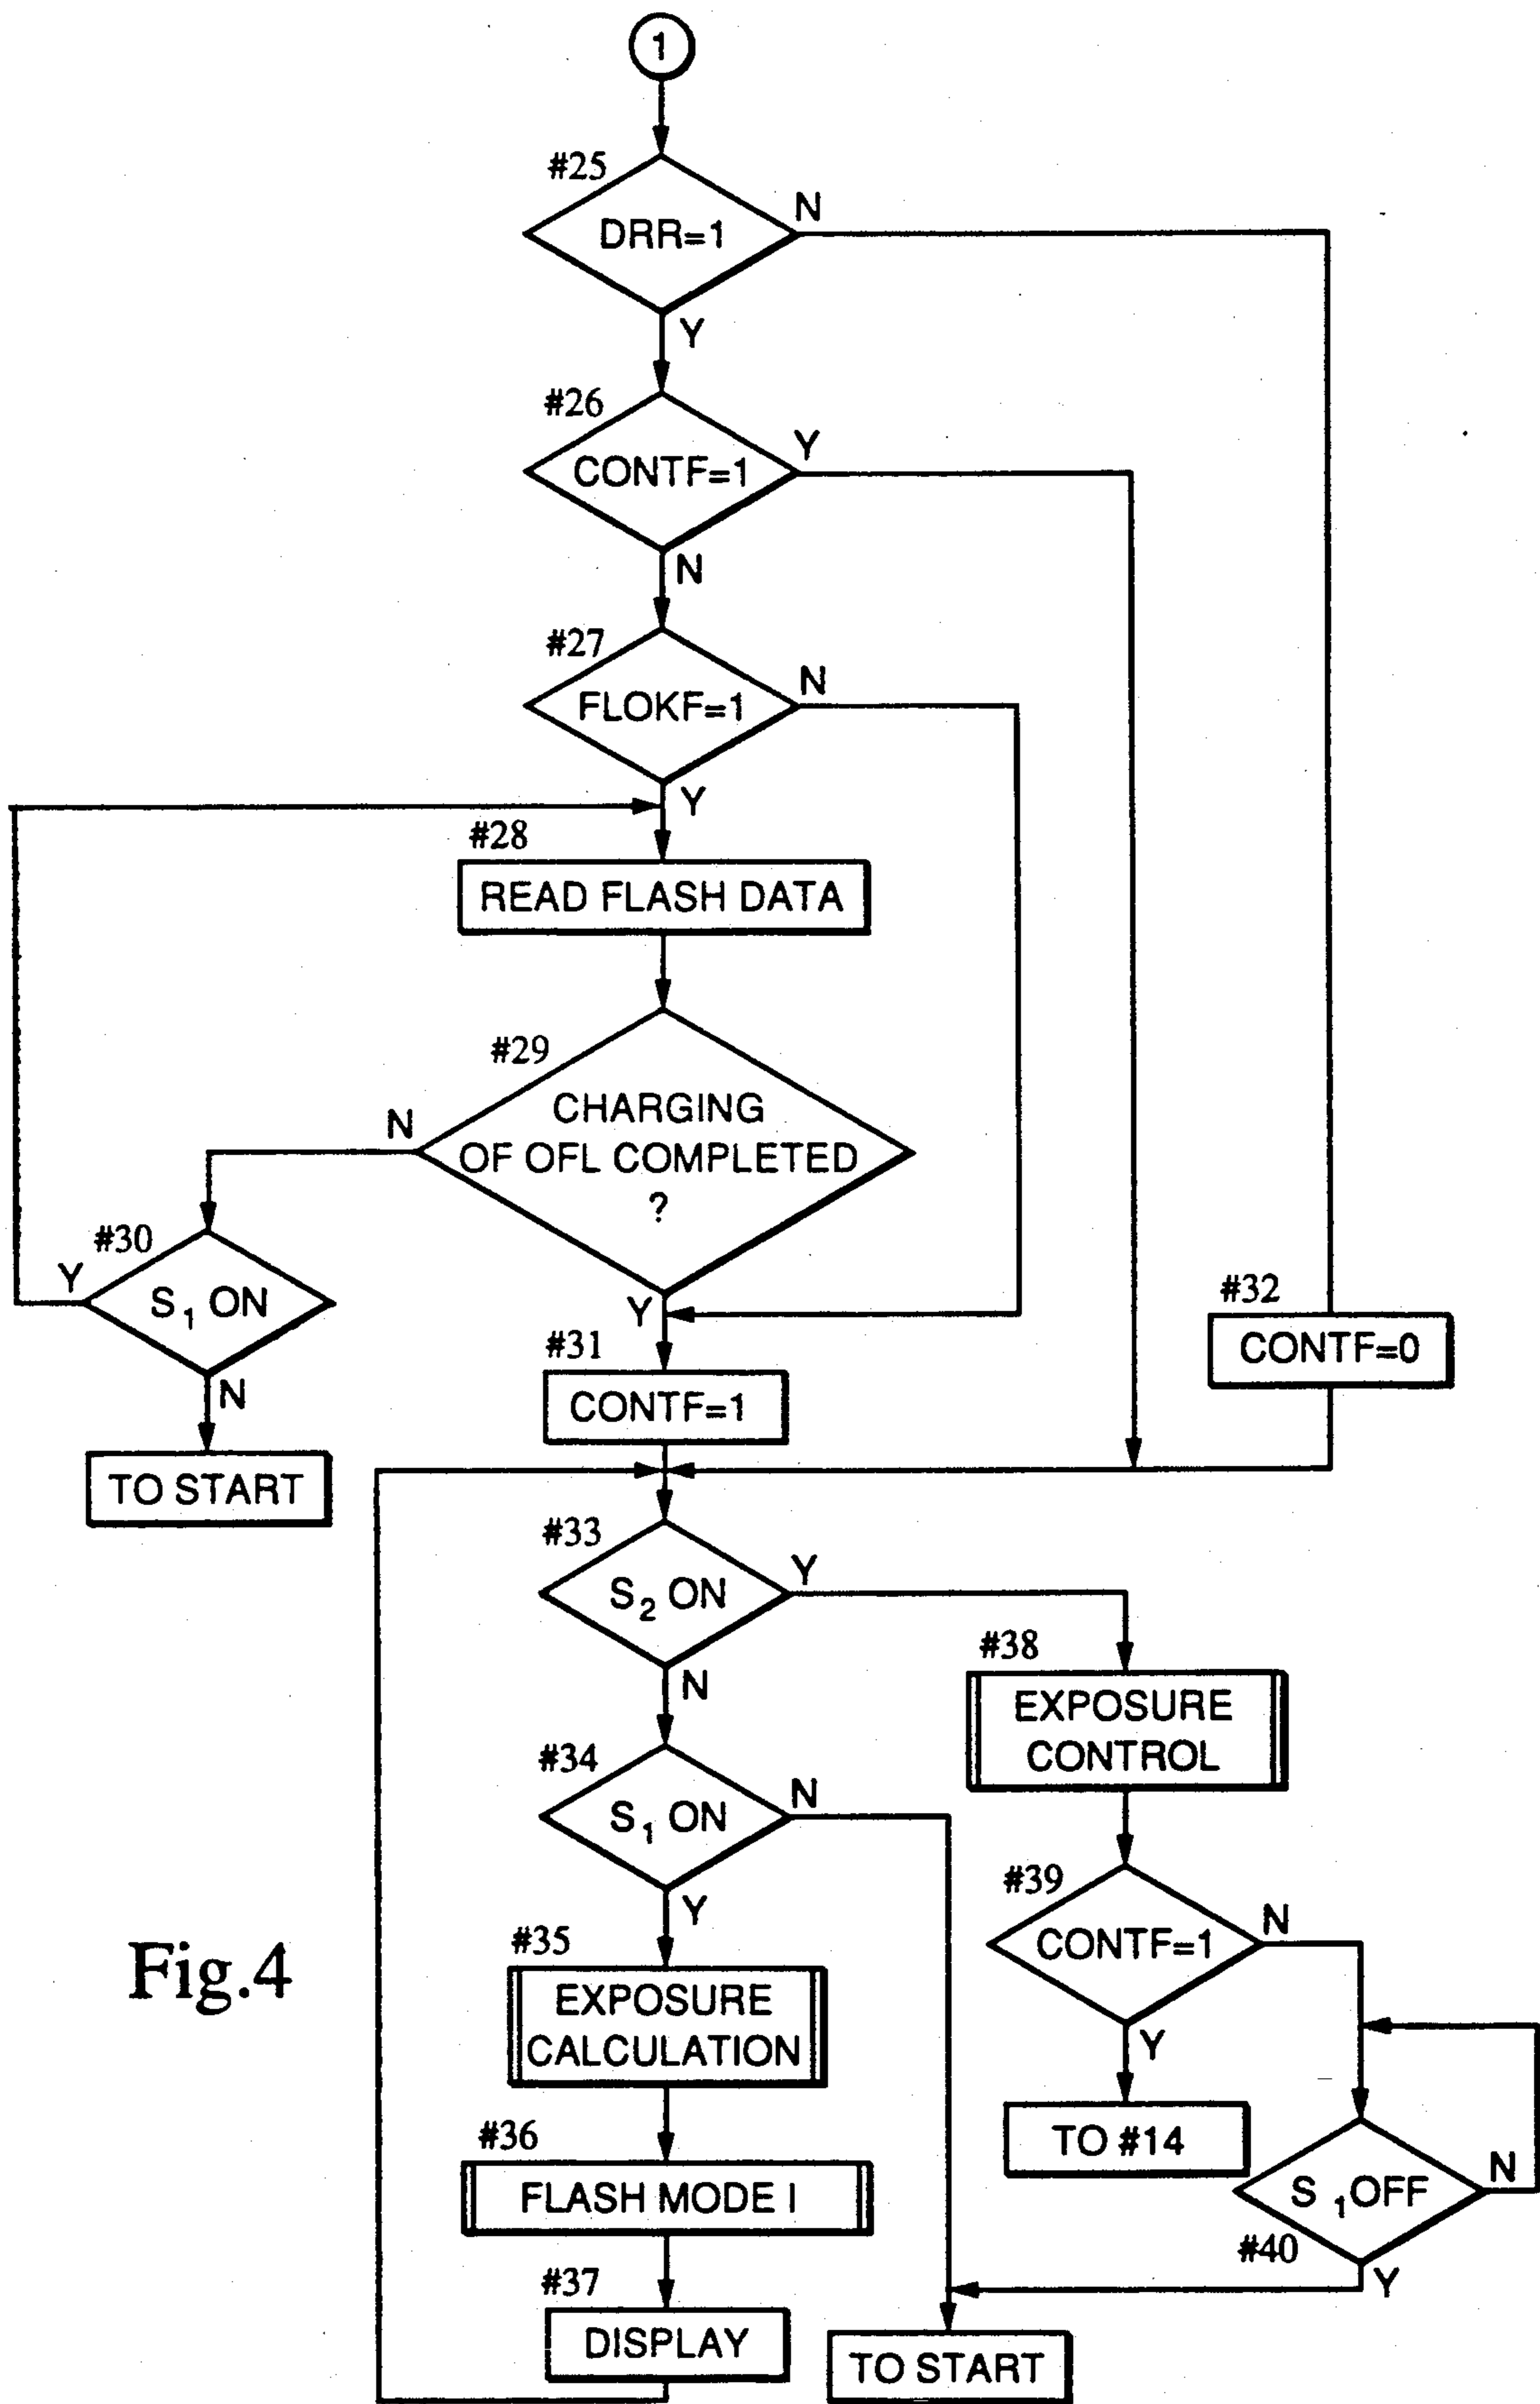 1
#25
DRR=1
N
Y
#26
CONTF=1
Y
N
#27
FLOKF=1
N
Y
#28
READ FLASH DATA
#29
CHARGING
OF OFL COMPLETED
?
N
Y
#30
S₁ ON
Y
N
TO START
#31
CONTF=1
#32
CONTF=0
#33
S₂ ON
Y
N
#34
S₁ ON
N
Y
#35
EXPOSURE
CALCULATION
#36
FLASH MODE I
#37
DISPLAY
#38
EXPOSURE
CONTROL
#39
CONTF=1
N
Y
TO #14
S ₁OFF
N
#40
Y
TO START
Fig.4